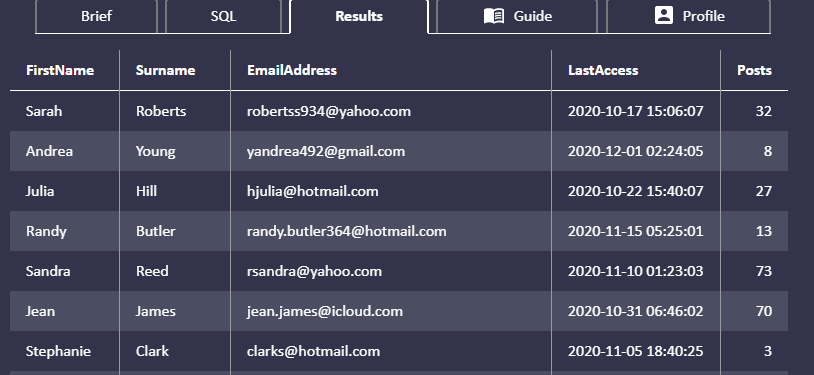 Brief SQL Results Guide Profile
FirstName Surname EmailAddress LastAccess Posts
Sarah Roberts robertss934@yahoo.com 2020-10-17 15:06:07 32
Andrea Young yandrea492@gmail.com 2020-12-01 02:24:05 8
Julia Hill hjulia@hotmail.com 2020-10-22 15:40:07 27
Randy Butler randy.butler364@hotmail.com 2020-11-15 05:25:01 13
Sandra Reed rsandra@yahoo.com 2020-11-10 01:23:03 73
Jean James jean.james@icloud.com 2020-10-31 06:46:02 70
Stephanie Clark clarks@hotmail.com 2020-11-05 18:40:25 3